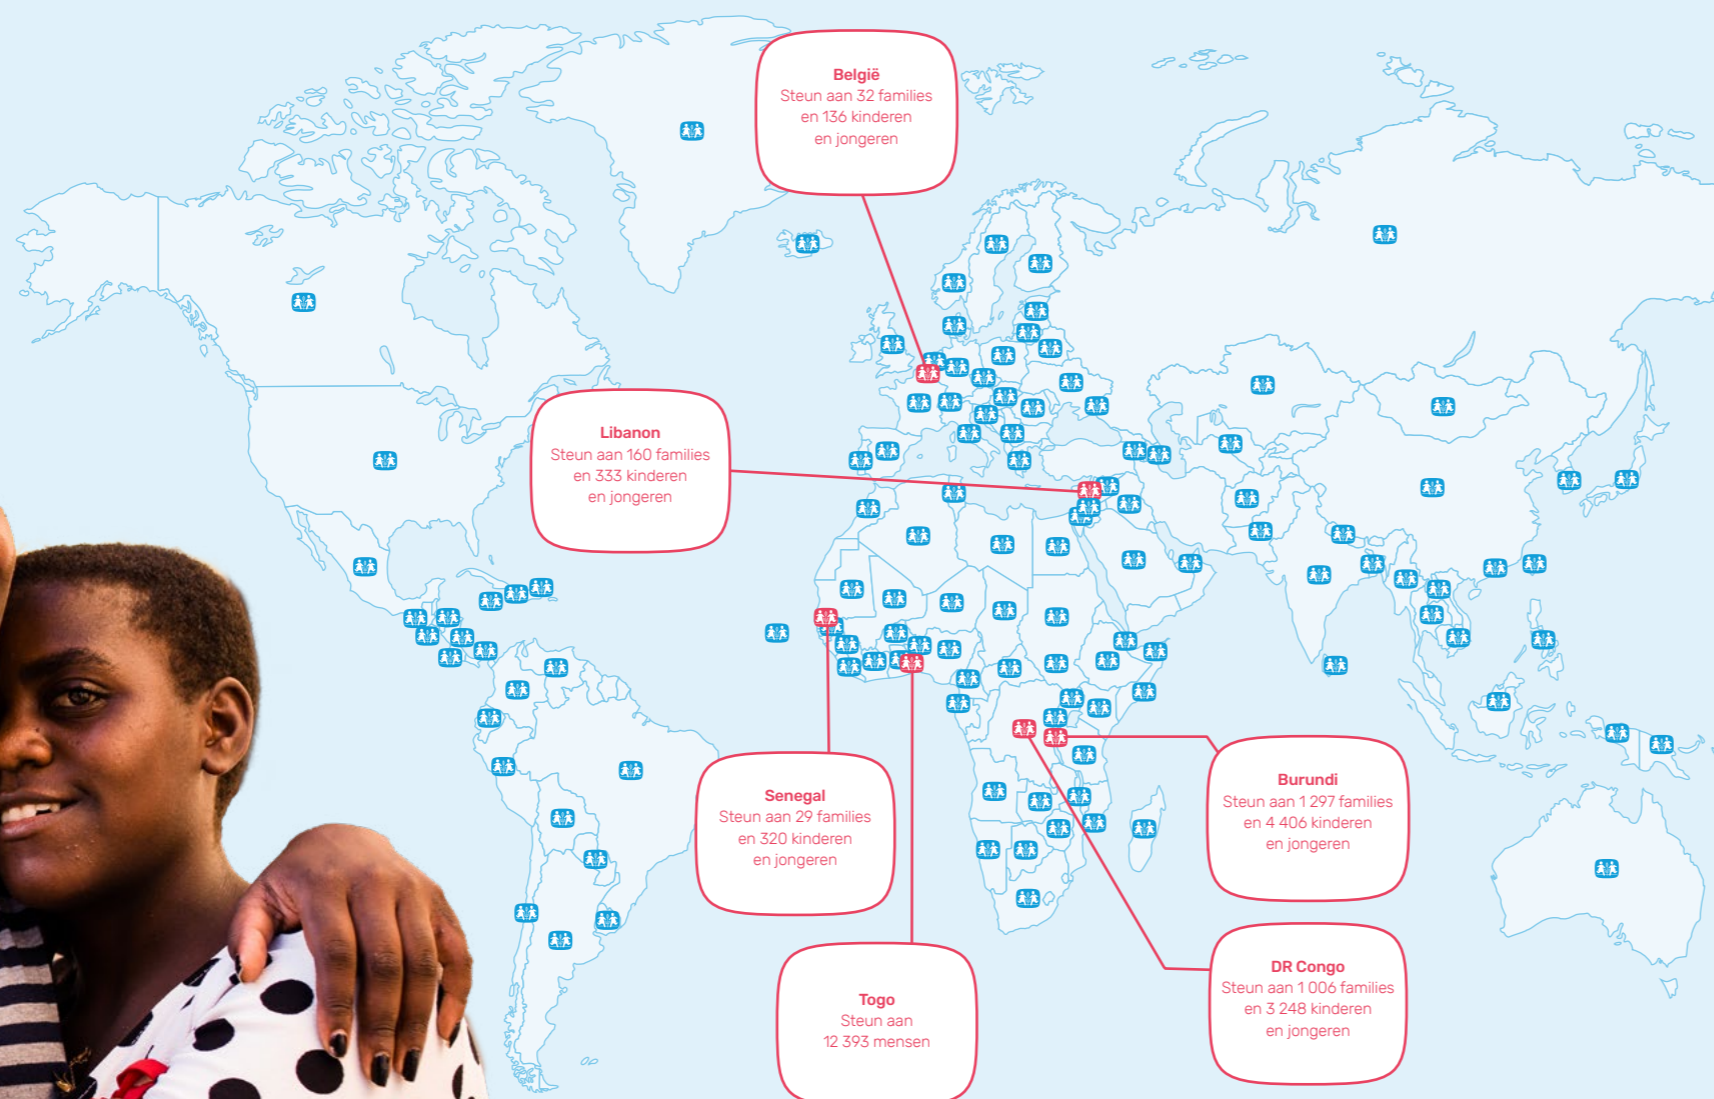 België
Steun aan 32 families
en 136 kinderen
en jongeren
Libanon
Steun aan 160 families
en 333 kinderen
en jongeren
Senegal
Steun aan 29 families
en 320 kinderen
en jongeren
Togo
Steun aan
12 393 mensen
Burundi
Steun aan 1 297 families
en 4 406 kinderen
en jongeren
DR Congo
Steun aan 1 006 families
en 3 248 kinderen
en jongeren